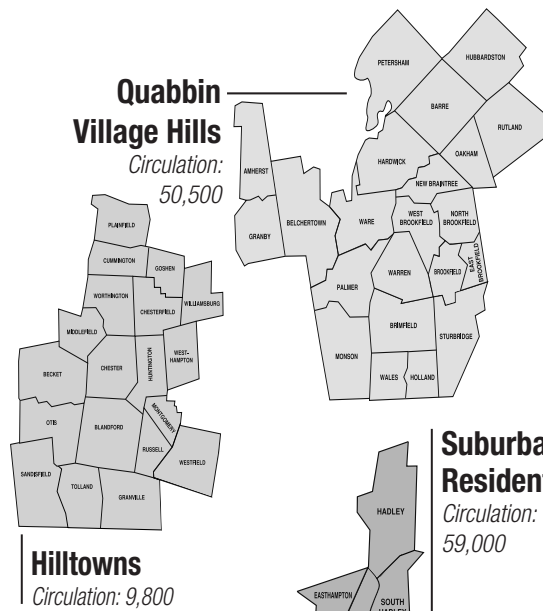 Quabbin
Village Hills
Circulation:
50,500
PETERSHAM
HUBBARDSTON
BARRE
RUTLAND
HARDWICK
OAKHAM
NEW BRAINTREE
AMHERST
BELCHERTOWN
GRANBY
WARE
WEST
BROOKFIELD
NORTH
BROOKFIELD
EAST
BROOKFIELD
BROOKFIELD
WARREN
PALMER
BRIMFIELD
STURBRIDGE
MONSON
WALES
HOLLAND
PLAINFIELD
CUMMINGTON
GOSHEN
WORTHINGTON
CHESTERFIELD
WILLIAMSBURG
MIDDLEFIELD
BECKET
CHESTER
HUNTINGTON
WEST-
HAMPTON
OTIS
BLANDFORD
MONTGOMERY
RUSSELL
WESTFIELD
SANDISFIELD
TOLLAND
GRANVILLE
Hilltowns
Circulation: 9,800
Suburba
Residen
Circulation:
59,000
HADLEY
EASTHAMPTON
SOUTH
HADLEY